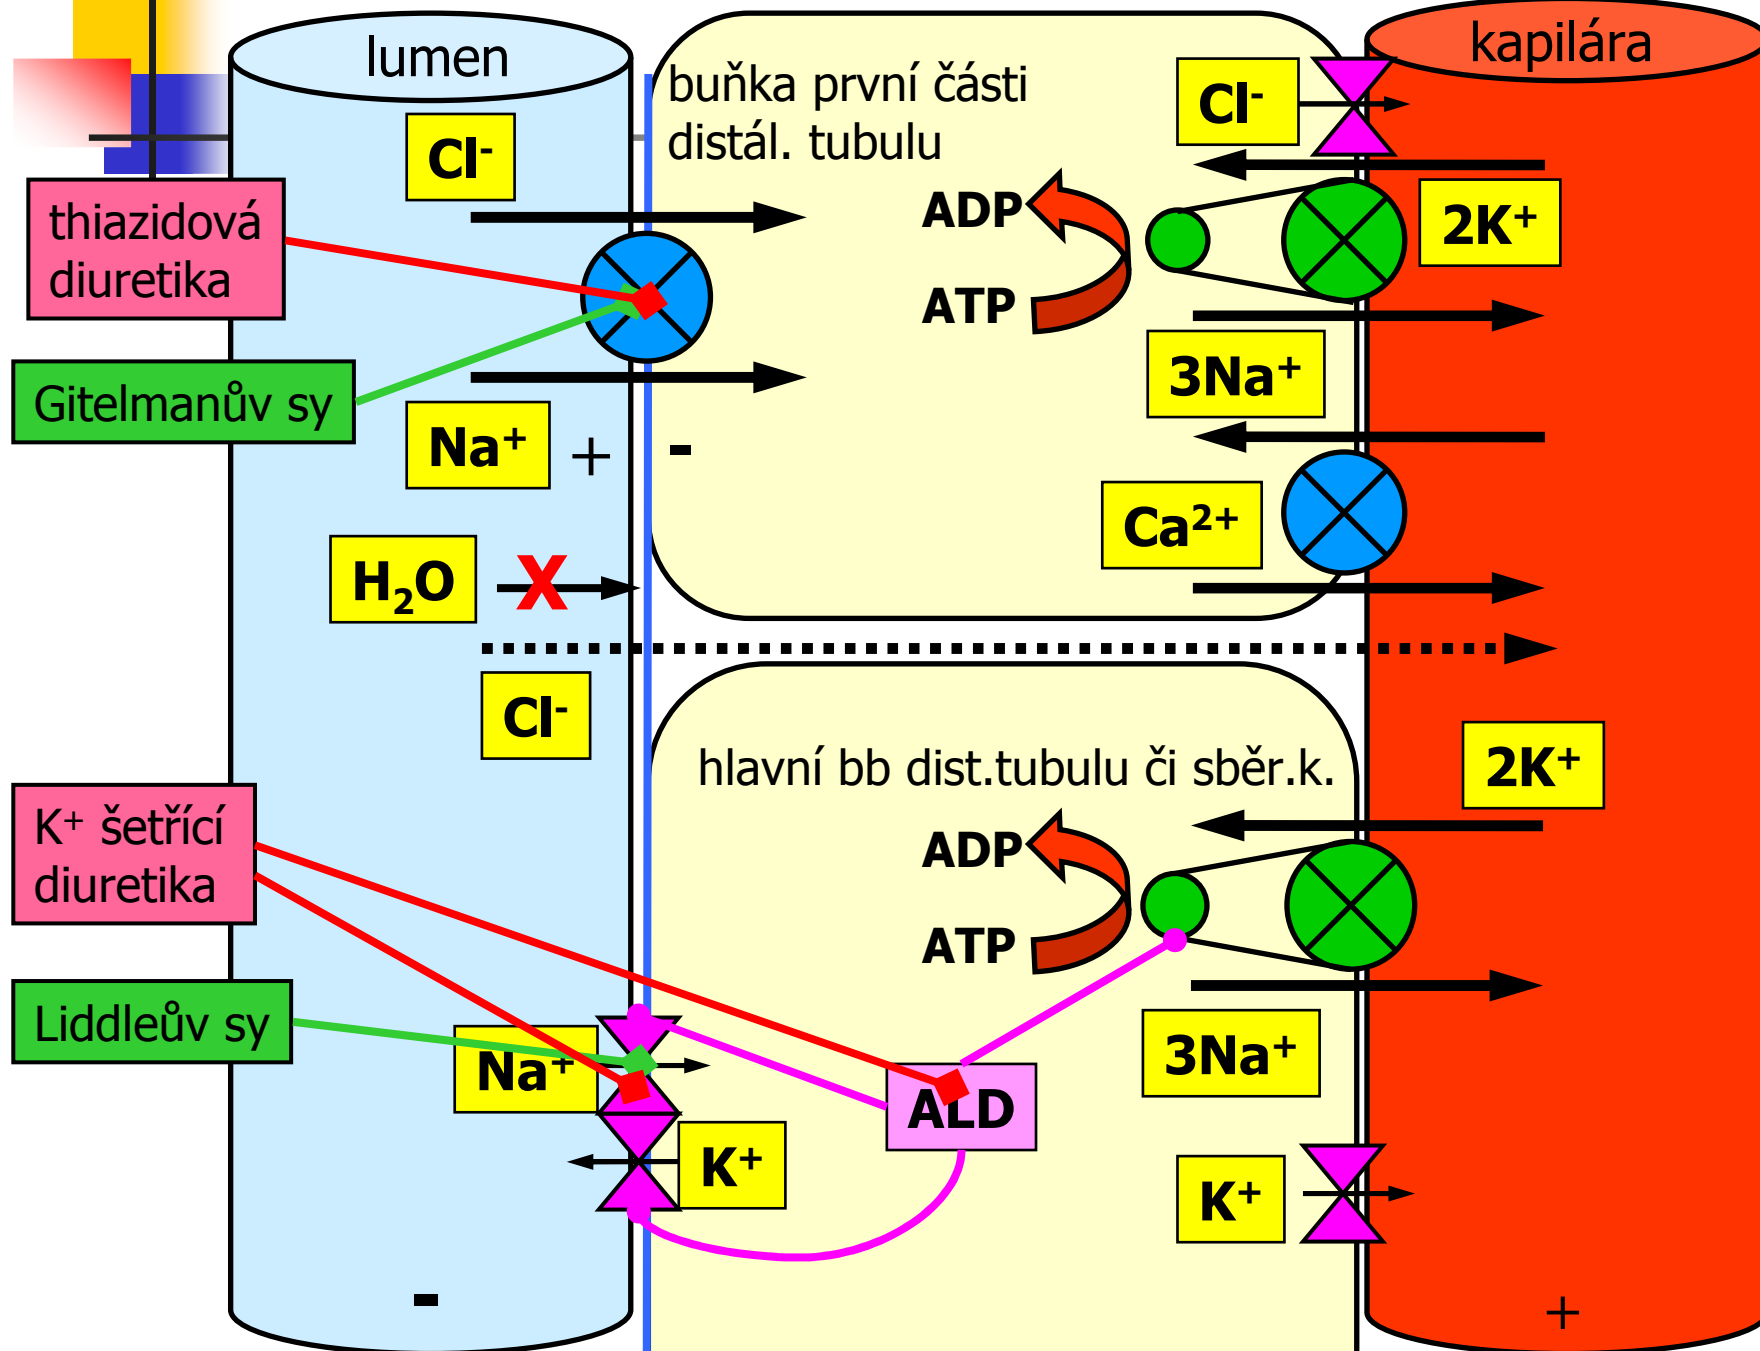 lumen
kapilára
buňka první části
distál. tubulu
Cl⁻
Cl⁻
thiazidová
diuretika
ADP
ATP
2K⁺
3Na⁺
Gitelmanův sy
Na⁺
+
-
Ca²⁺
H₂O
X
Cl⁻
hlavní bb dist.tubulu či sběr.k.
2K⁺
K⁺ šetřící
diuretika
ADP
ATP
Liddleův sy
Na⁺
3Na⁺
ALD
K⁺
K⁺
-
+